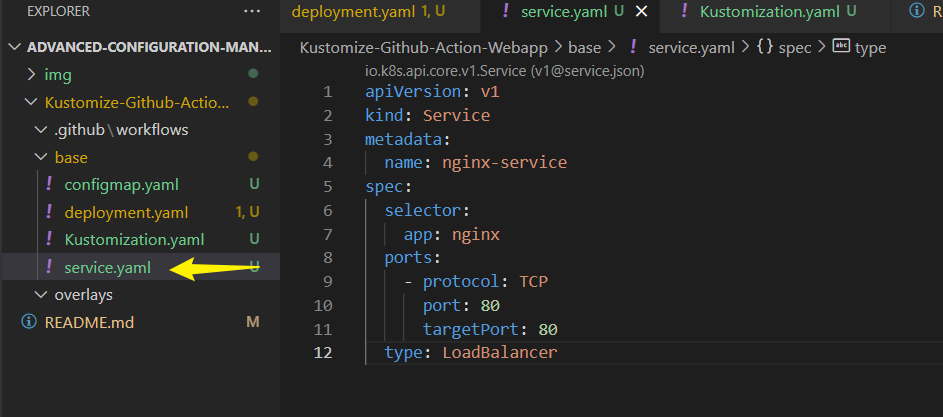 EXPLORER ...
ADVANCED-CONFIGURATION-MAN...
img
Kustomize-Github-Actio...
.github\workflows
base
! configmap.yaml U
! deployment.yaml 1, U
! Kustomization.yaml U
! service.yaml U
overlays
README.md M
deployment.yaml 1, U ! service.yaml U ! Kustomization.yaml U R
Kustomize-Github-Action-Webapp > base > ! service.yaml > {} spec > abc type
io.k8s.api.core.v1.Service (v1@service.json)
1 apiVersion: v1
2 kind: Service
3 metadata:
4 name: nginx-service
5 spec:
6 selector:
7 app: nginx
8 ports:
9 - protocol: TCP
10 port: 80
11 targetPort: 80
12 type: LoadBalancer